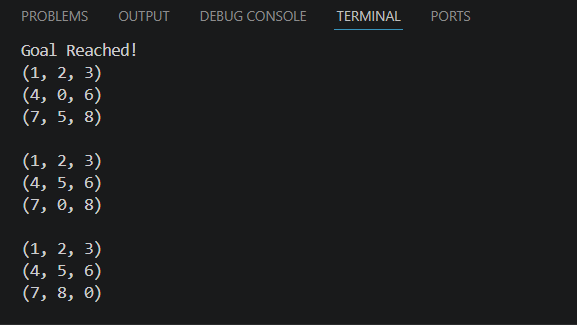 PROBLEMS OUTPUT DEBUG CONSOLE TERMINAL PORTS
Goal Reached!
(1, 2, 3)
(4, 0, 6)
(7, 5, 8)
(1, 2, 3)
(4, 5, 6)
(7, 0, 8)
(1, 2, 3)
(4, 5, 6)
(7, 8, 0)